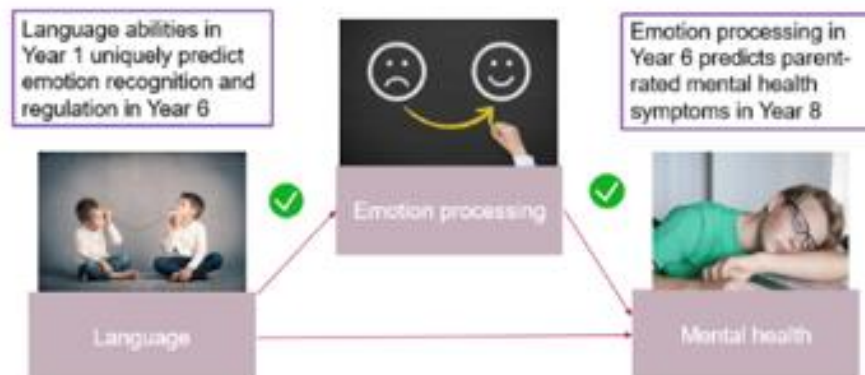 Language abilities in
Year 1 uniquely predict
emotion recognition and
regulation in Year 6
Emotion processing in
Year 6 predicts parent-
rated mental health
symptoms in Year 8
Emotion processing
Language
Mental health